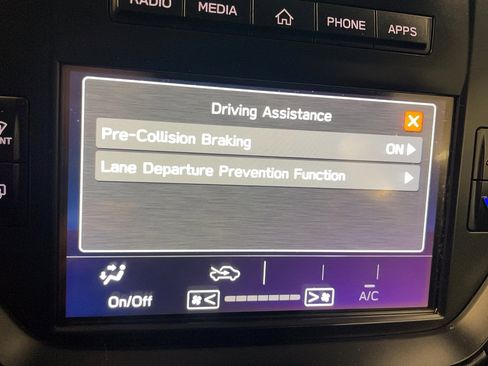 RADIO
MEDIA
PHONE
APPS
Driving Assistance
Pre-Collision Braking
ON
Lane Departure Prevention Function
On/Off
A/C